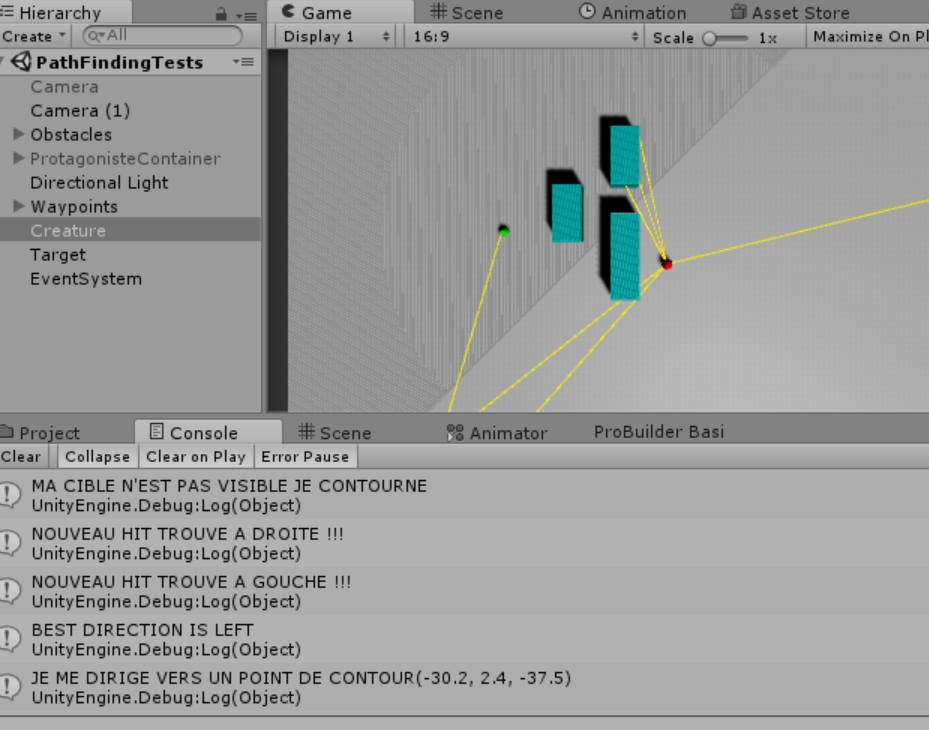 Hierarchy
Create All
PathFindingTests
Camera
Camera (1)
Obstacles
ProtagonisteContainer
Directional Light
Waypoints
Creature
Target
EventSystem
Game Scene Animation Asset Store
Display 1 16:9 Scale 1x Maximize On Pl
Project Console Scene Animator ProBuilder Basi
Clear Collapse Clear on Play Error Pause
MA CIBLE N'EST PAS VISIBLE JE CONTOURNE
UnityEngine.Debug:Log(Object)
NOUVEAU HIT TROUVE A DROITE !!!
UnityEngine.Debug:Log(Object)
NOUVEAU HIT TROUVE A GOUCHE !!!
UnityEngine.Debug:Log(Object)
BEST DIRECTION IS LEFT
UnityEngine.Debug:Log(Object)
JE ME DIRIGE VERS UN POINT DE CONTOUR(-30.2, 2.4, -37.5)
UnityEngine.Debug:Log(Object)